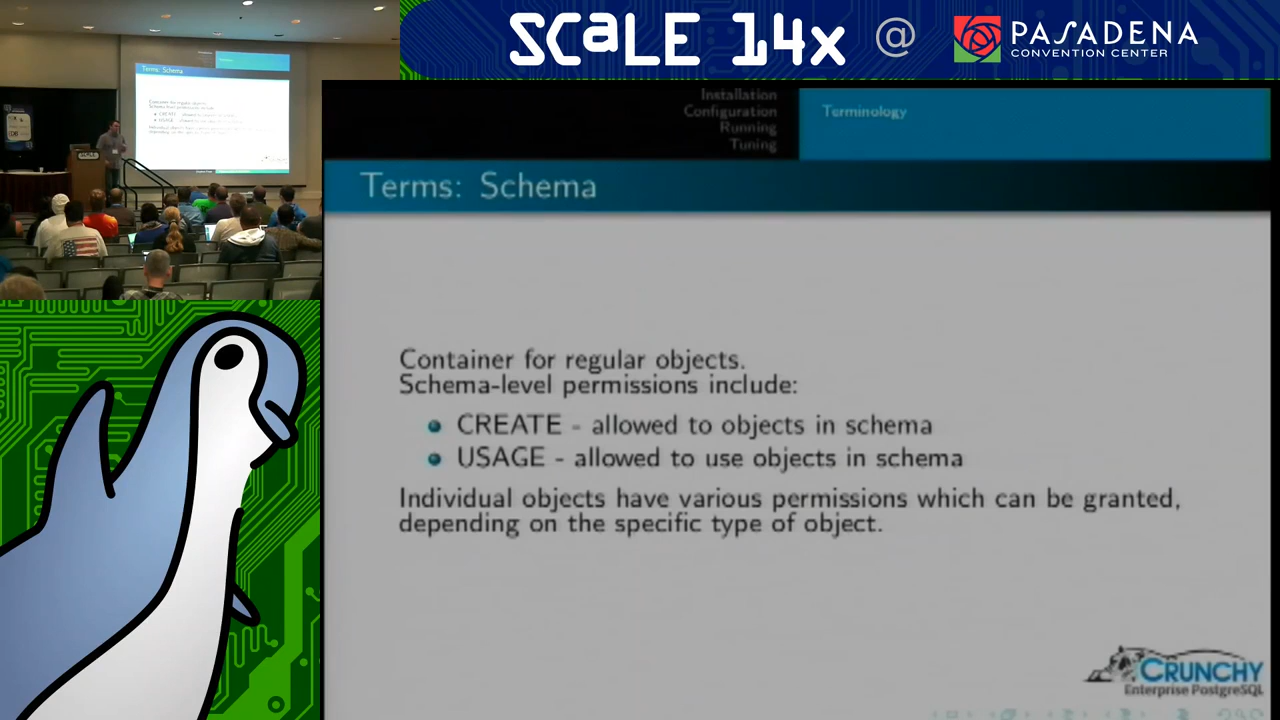 SCALE 14x @ PASADENA
CONVENTION CENTER
Installation
Configuration
Running
Tuning
Terminology
Terms: Schema
Container for regular objects.
Schema-level permissions include:
CREATE - allowed to objects in schema
USAGE - allowed to use objects in schema
Individual objects have various permissions which can be granted,
depending on the specific type of object.
CRUNCHY
Enterprise PostgreSQL
Terms: Schema